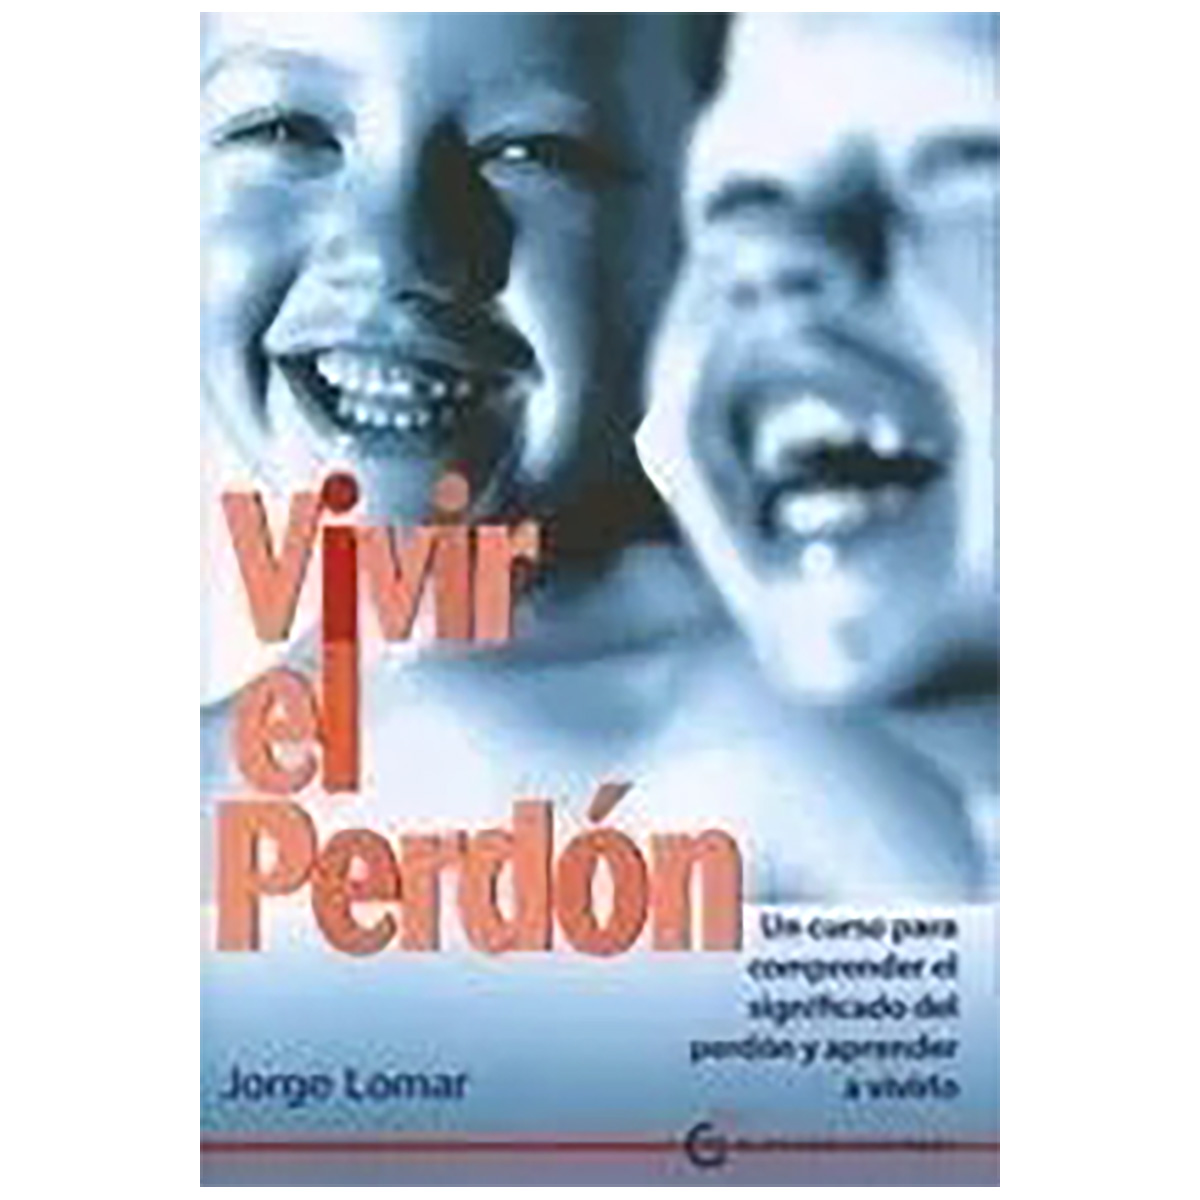 Vivir
el
Perdón
Un curso para
comprender el
significado del
perdón y aprender
a vivirlo
Jorge Lomar